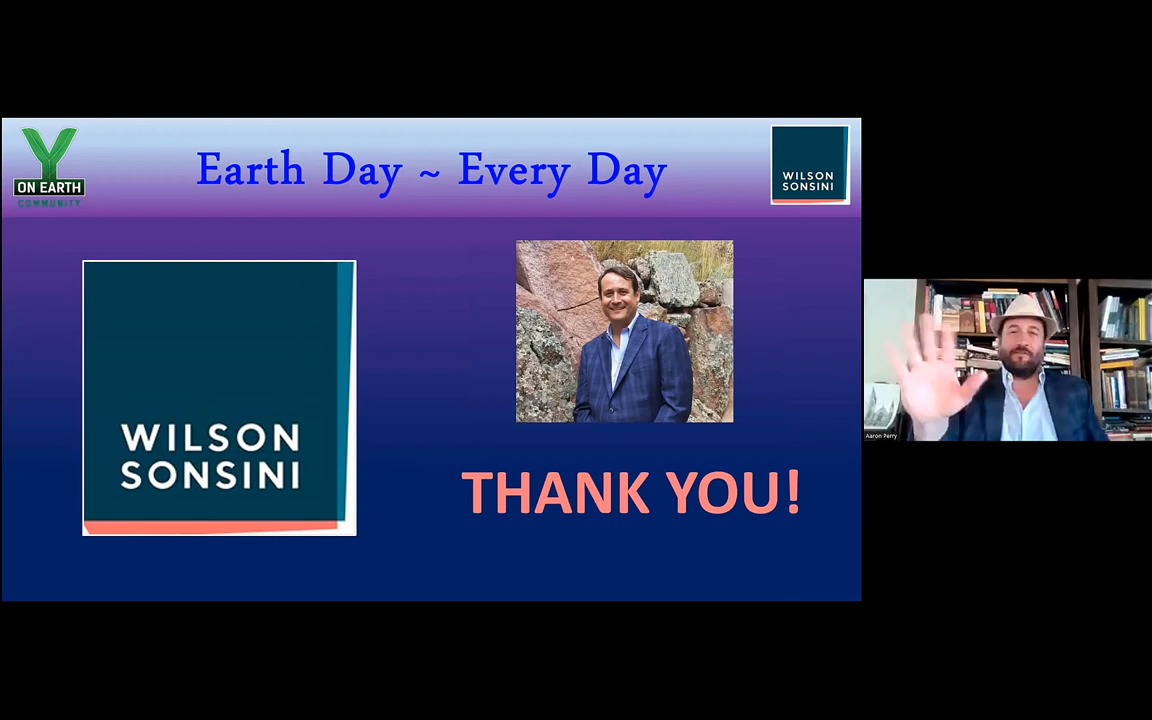 Y
ON EARTH
COMMUNITY
Earth Day ~ Every Day
WILSON
SONSINI
WILSON
SONSINI
THANK YOU!
Aaron Perry